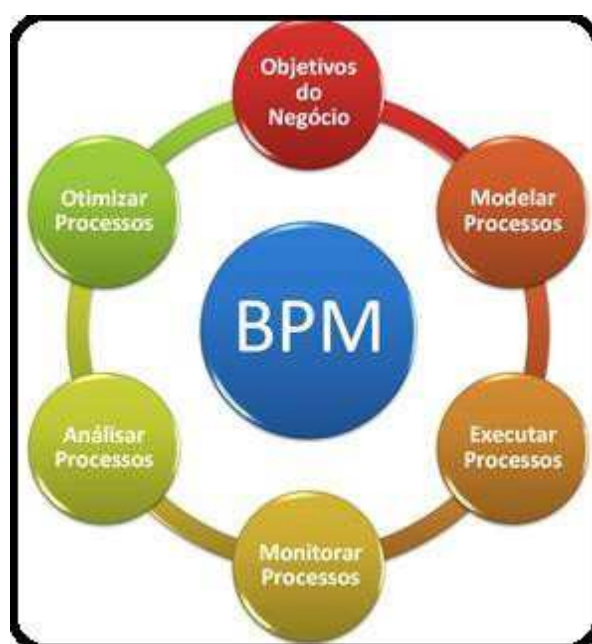 Objetivos
do
Negócio
Modelar
Processos
Executar
Processos
Monitorar
Processos
Análisar
Processos
Otimizar
Processos
BPM